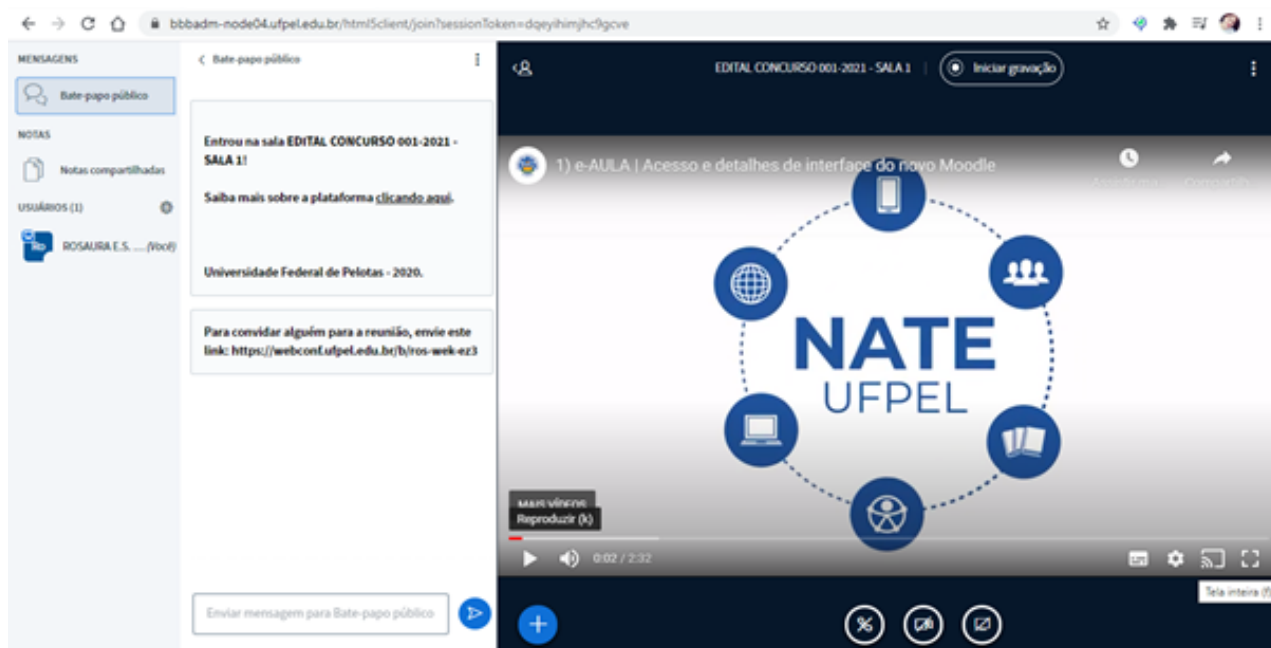 bbbadm-node04.ufpel.edu.br/html5client/join?sessionToken=dqeyihimjhc9gcve
MENSAGENS
Bate-papo público
NOTAS
Notas compartilhadas
USUÁRIOS (1)
Ro
ROSAURA E.S. .... (Você)
Bate-papo público
Entrou na sala EDITAL CONCURSO 001-2021 -
SALA 1!
Saiba mais sobre a plataforma clicando aqui.
Universidade Federal de Pelotas - 2020.
Para convidar alguém para a reunião, envie este
link: https://webconf.ufpel.edu.br/b/ros-wek-ez3
Enviar mensagem para Bate-papo público
EDITAL CONCURSO 001-2021 - SALA 1
Iniciar gravação
1) e-AULA | Acesso e detalhes de interface do novo Moodle
NATE
UFPEL
MAIS VÍDEOS
Reproduzir (k)
0:02 / 2:32
Tela inteira (f)